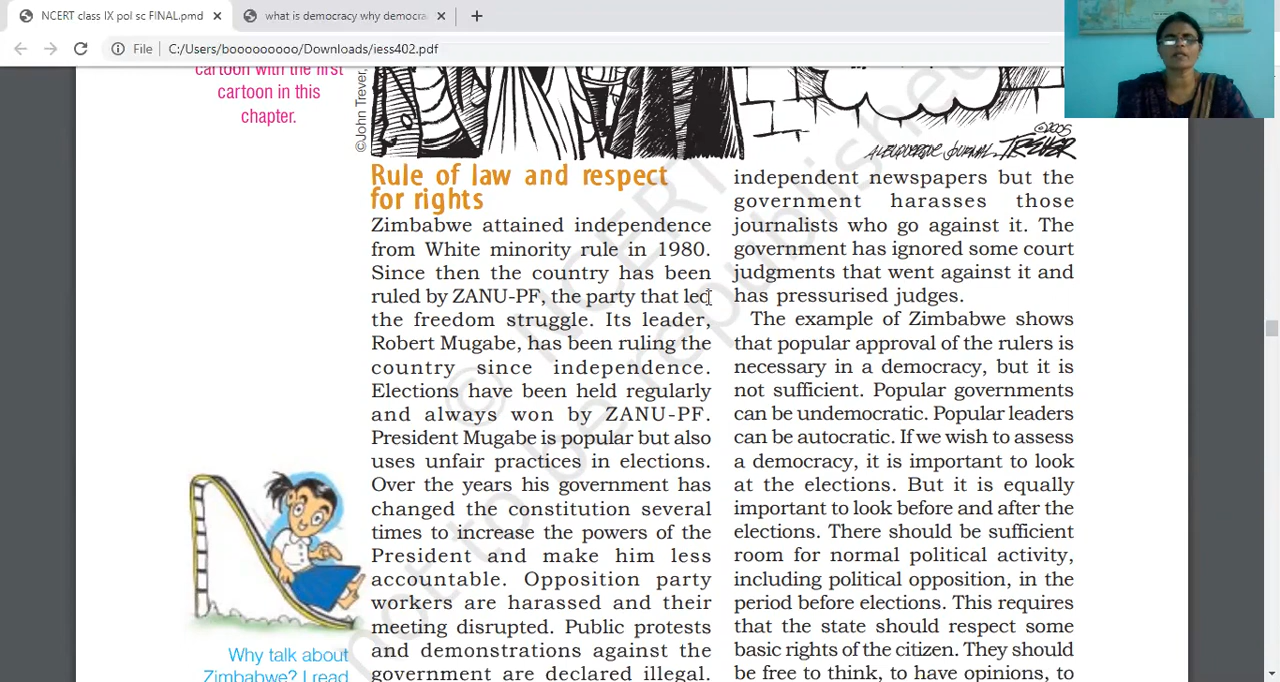 NCERT class IX pol sc FINAL.pmd
what is democracy why democra
File
C:/Users/booooooooo/Downloads/iess402.pdf
cartoon with the first
cartoon in this
chapter.
©John Trever,
©2005
ALBUQUERQUE JOURNAL TREVER
Rule of law and respect
for rights
Zimbabwe attained independence
from White minority rule in 1980.
Since then the country has been
ruled by ZANU-PF, the party that led
the freedom struggle. Its leader,
Robert Mugabe, has been ruling the
country since independence.
Elections have been held regularly
and always won by ZANU-PF.
President Mugabe is popular but also
uses unfair practices in elections.
Over the years his government has
changed the constitution several
times to increase the powers of the
President and make him less
accountable. Opposition party
workers are harassed and their
meeting disrupted. Public protests
and demonstrations against the
government are declared illegal.
independent newspapers but the
government harasses those
journalists who go against it. The
government has ignored some court
judgments that went against it and
has pressurised judges.
The example of Zimbabwe shows
that popular approval of the rulers is
necessary in a democracy, but it is
not sufficient. Popular governments
can be undemocratic. Popular leaders
can be autocratic. If we wish to assess
a democracy, it is important to look
at the elections. But it is equally
important to look before and after the
elections. There should be sufficient
room for normal political activity,
including political opposition, in the
period before elections. This requires
that the state should respect some
basic rights of the citizen. They should
be free to think, to have opinions, to
Why talk about
Zimbabwe? I read
© NCERT
not to be republished